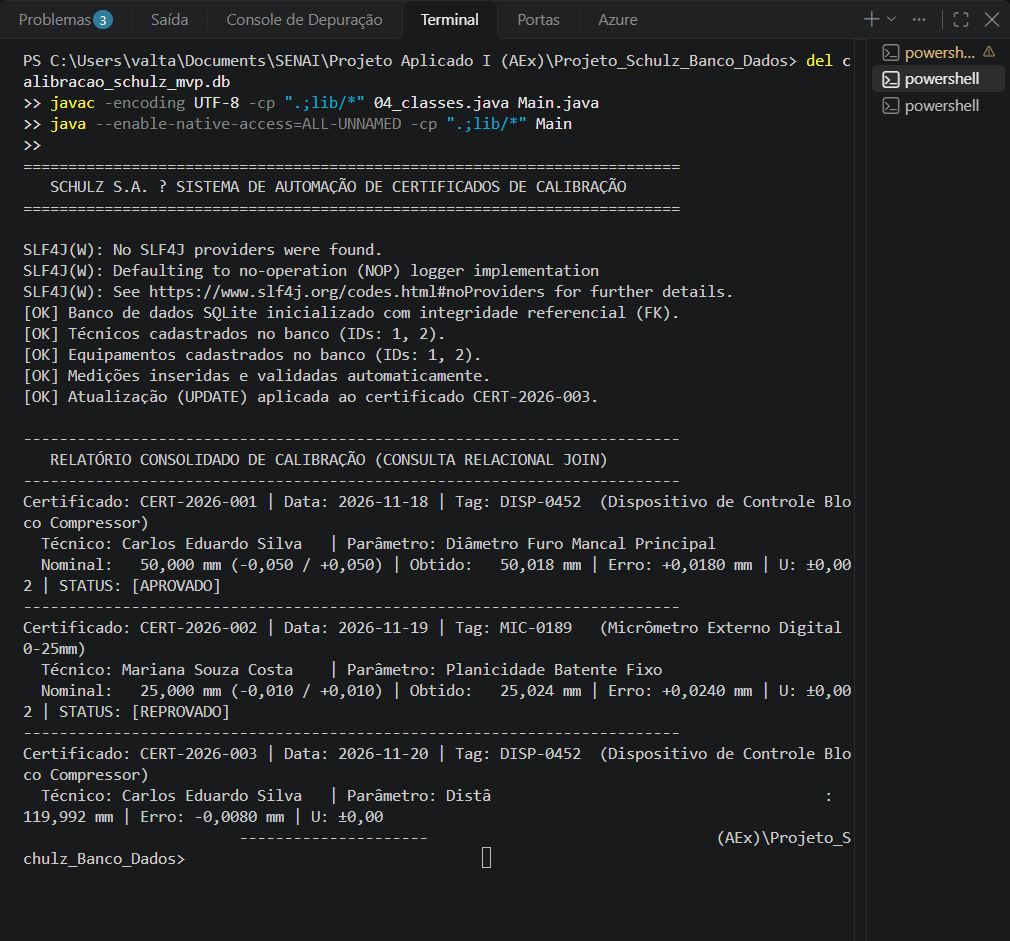 Problemas 3 Saída Console de Depuração Terminal Portas Azure
powersh...
powershell
powershell
PS C:\Users\valta\Documents\SENAI\Projeto Aplicado I (AEx)\Projeto_Schulz_Banco_Dados> del c
alibracao_schulz_mvp.db
>> javac -encoding UTF-8 -cp ".;lib/*" 04_classes.java Main.java
>> java --enable-native-access=ALL-UNNAMED -cp ".;lib/*" Main
>>
=========================================================================
SCHULZ S.A. ? SISTEMA DE AUTOMAÇÃO DE CERTIFICADOS DE CALIBRAÇÃO
=========================================================================
SLF4J(W): No SLF4J providers were found.
SLF4J(W): Defaulting to no-operation (NOP) logger implementation
SLF4J(W): See https://www.slf4j.org/codes.html#noProviders for further details.
[OK] Banco de dados SQLite inicializado com integridade referencial (FK).
[OK] Técnicos cadastrados no banco (IDs: 1, 2).
[OK] Equipamentos cadastrados no banco (IDs: 1, 2).
[OK] Medições inseridas e validadas automaticamente.
[OK] Atualização (UPDATE) aplicada ao certificado CERT-2026-003.
-------------------------------------------------------------------------
RELATÓRIO CONSOLIDADO DE CALIBRAÇÃO (CONSULTA RELACIONAL JOIN)
-------------------------------------------------------------------------
Certificado: CERT-2026-001 | Data: 2026-11-18 | Tag: DISP-0452 (Dispositivo de Controle Blo
co Compressor)
Técnico: Carlos Eduardo Silva | Parâmetro: Diâmetro Furo Mancal Principal
Nominal: 50,000 mm (-0,050 / +0,050) | Obtido: 50,018 mm | Erro: +0,0180 mm | U: ±0,00
2 | STATUS: [APROVADO]
-------------------------------------------------------------------------
Certificado: CERT-2026-002 | Data: 2026-11-19 | Tag: MIC-0189 (Micrômetro Externo Digital
0-25mm)
Técnico: Mariana Souza Costa | Parâmetro: Planicidade Batente Fixo
Nominal: 25,000 mm (-0,010 / +0,010) | Obtido: 25,024 mm | Erro: +0,0240 mm | U: ±0,00
2 | STATUS: [REPROVADO]
-------------------------------------------------------------------------
Certificado: CERT-2026-003 | Data: 2026-11-20 | Tag: DISP-0452 (Dispositivo de Controle Blo
co Compressor)
Técnico: Carlos Eduardo Silva | Parâmetro: Distâ :
119,992 mm | Erro: -0,0080 mm | U: ±0,00
--------------------- (AEx)\Projeto_S
chulz_Banco_Dados>